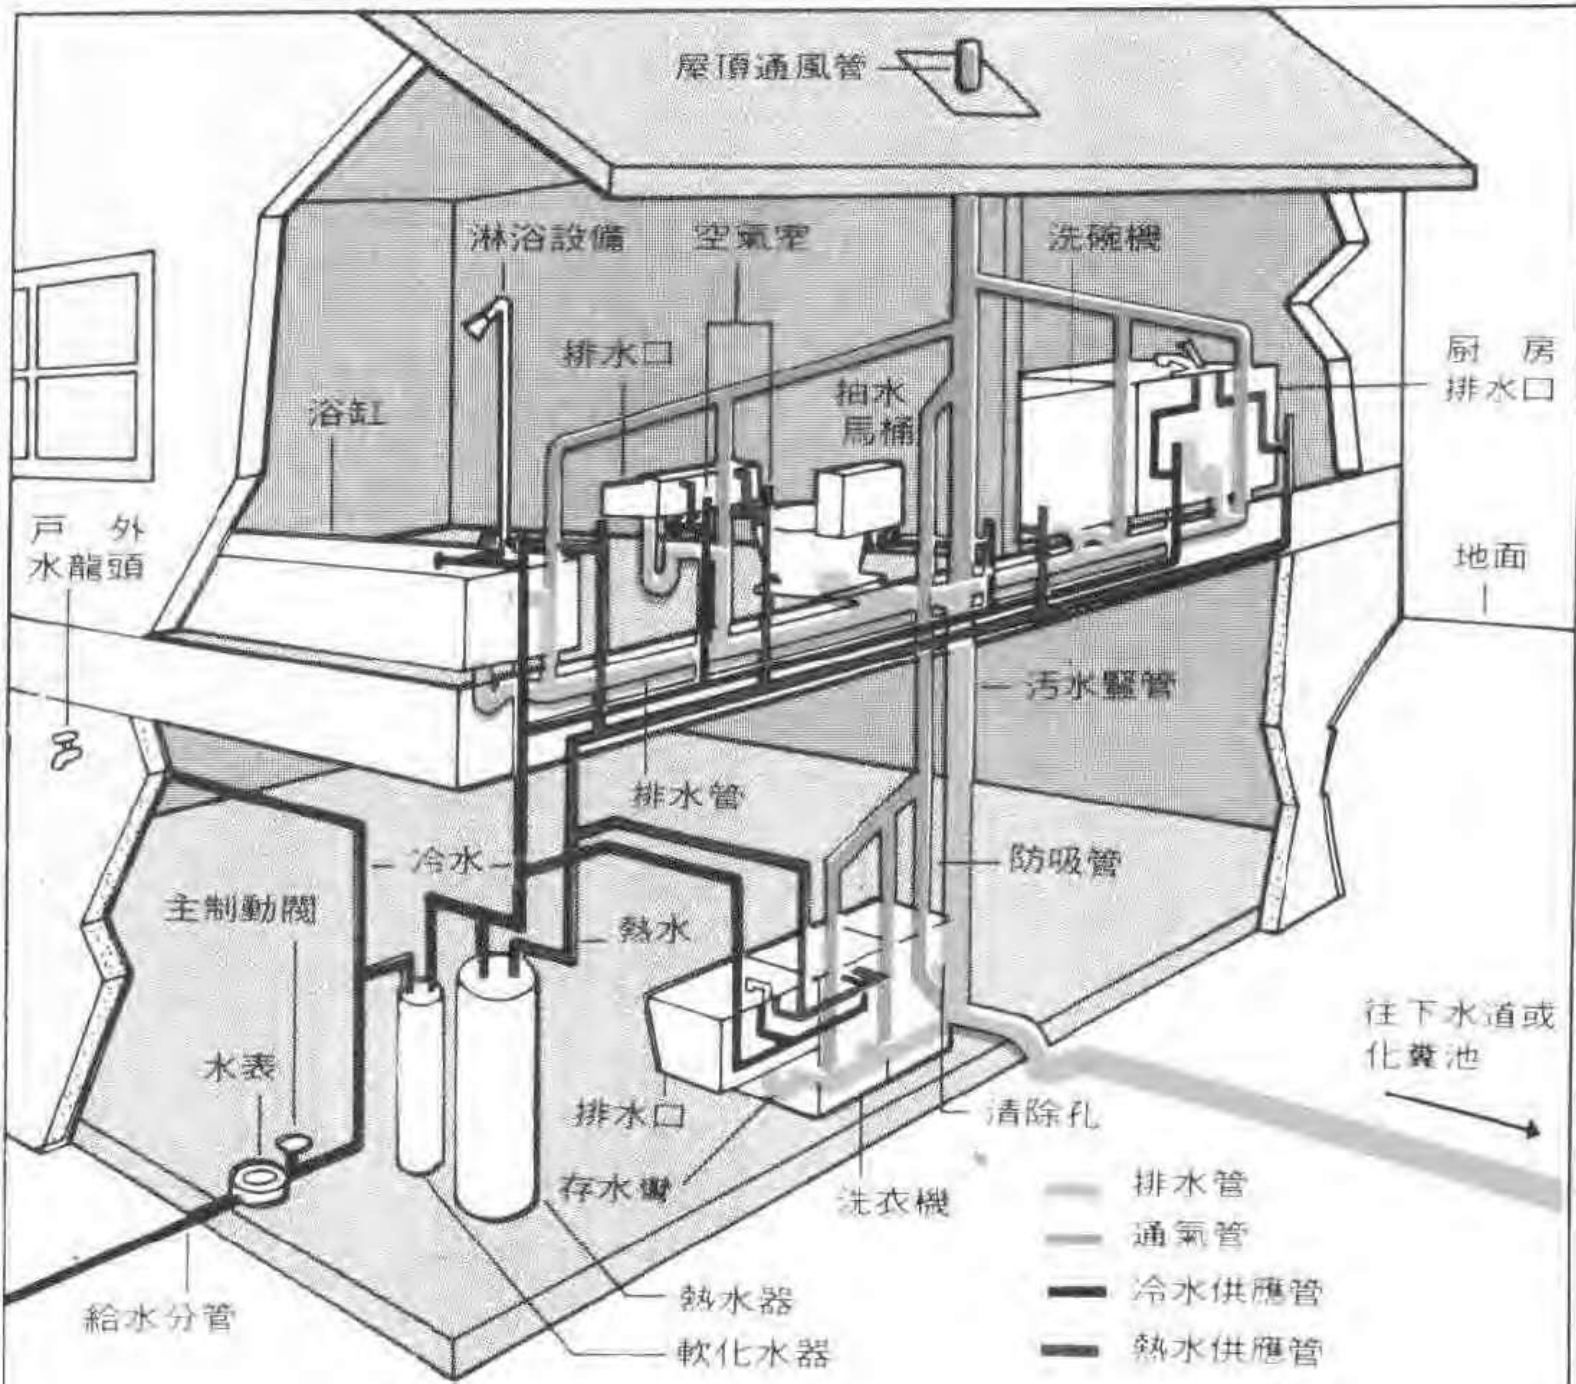 屋頂通風管
淋浴設備
空氣室
洗碗機
排水口
抽水
馬桶
厨房
排水口
浴缸
戸外
水龍頭
地面
汚水豎管
排水管
冷水
防吸管
主制動閥
熱水
往下水道或
化糞池
水表
排水口
清除孔
存水彎
洗衣機
排水管
通氣管
給水分管
熱水器
冷水供應管
軟化水器
熱水供應管